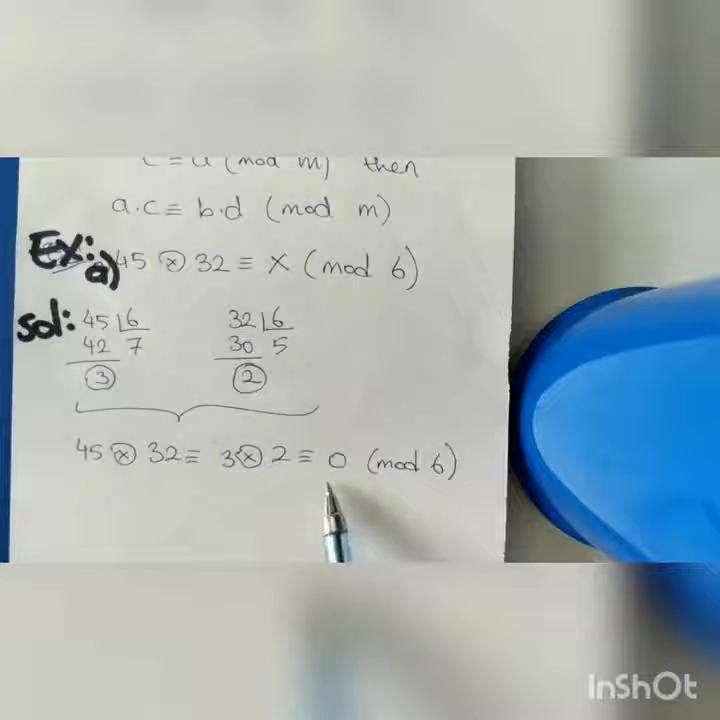 (mod m) then
a.c ≡ b.d (mod m)
Ex: a) 45 ⊗ 32 ≡ X (mod 6)
sol: 45 | 6 32 | 6
42 7 30 5
3 2
45 ⊗ 32 ≡ 3 ⊗ 2 ≡ 0 (mod 6)
InShOt